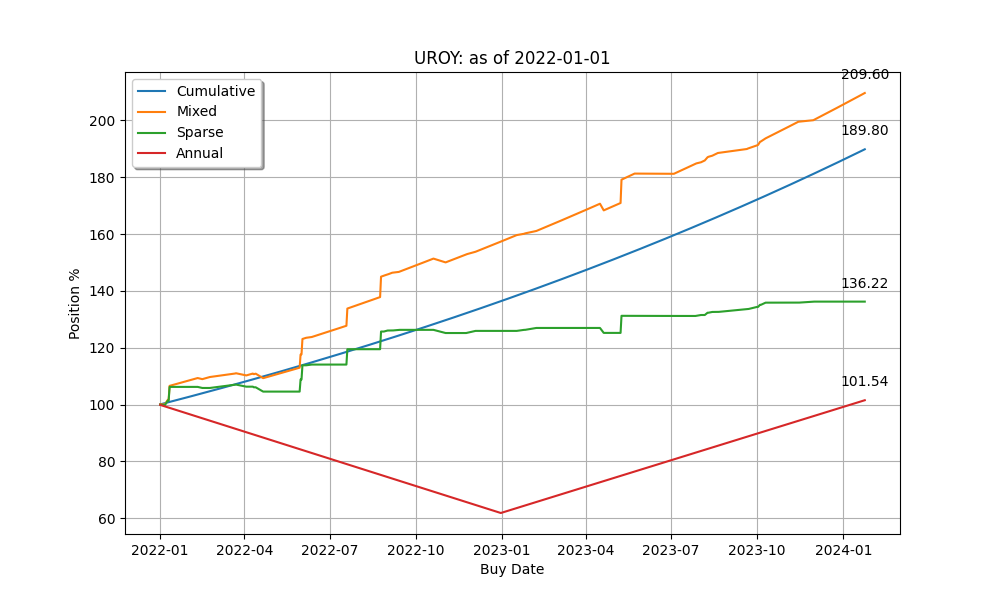 UROY: as of 2022-01-01
209.60
Cumulative
Mixed
Sparse
Annual
189.80
136.22
101.54
200
180
160
140
120
100
80
60
Position %
2022-01 2022-04 2022-07 2022-10 2023-01 2023-04 2023-07 2023-10 2024-01
Buy Date